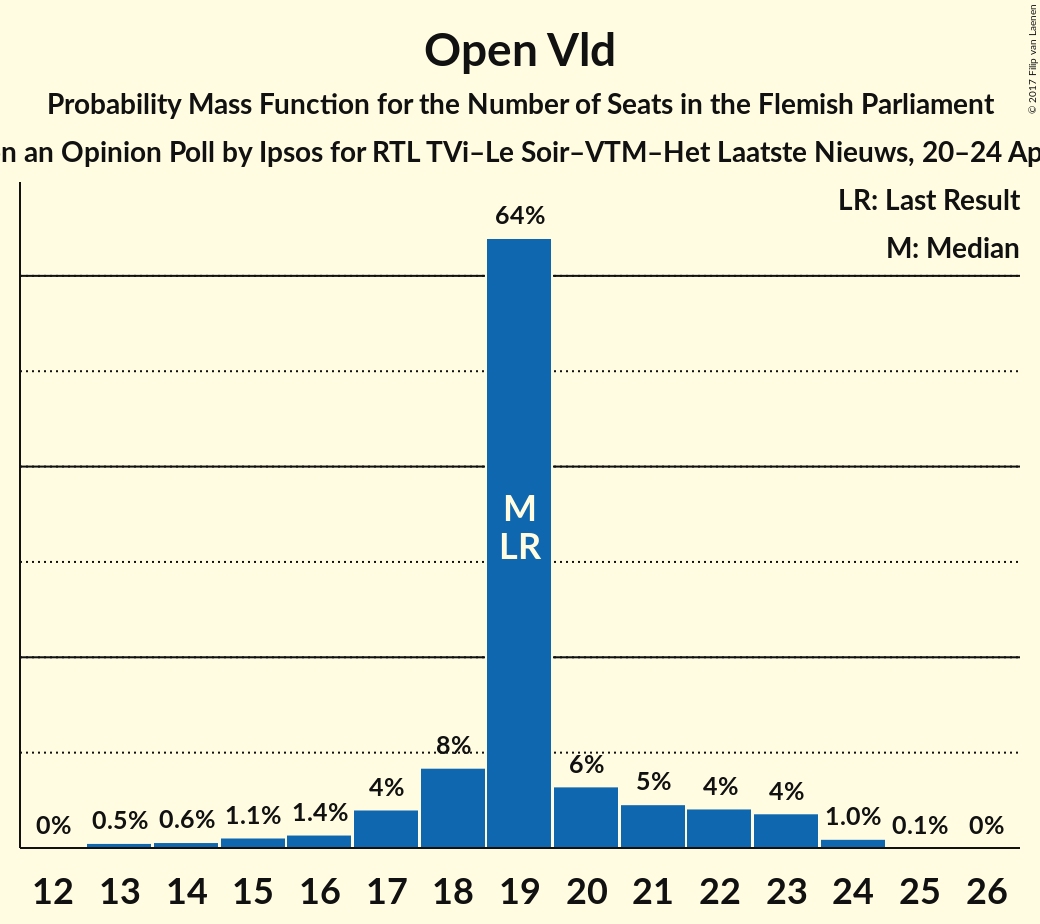 Open Vld
Probability Mass Function for the Number of Seats in the Flemish Parliament
an Opinion Poll by Ipsos for RTL TVi–Le Soir–VTM–Het Laatste Nieuws, 20–24
© 2017 Filip van Laenen
LR: Last Result
M: Median
64%
M
LR
0% 0.5% 0.6% 1.1% 1.4% 4% 8% 6% 5% 4% 4% 1.0% 0.1% 0%
12 13 14 15 16 17 18 19 20 21 22 23 24 25 26